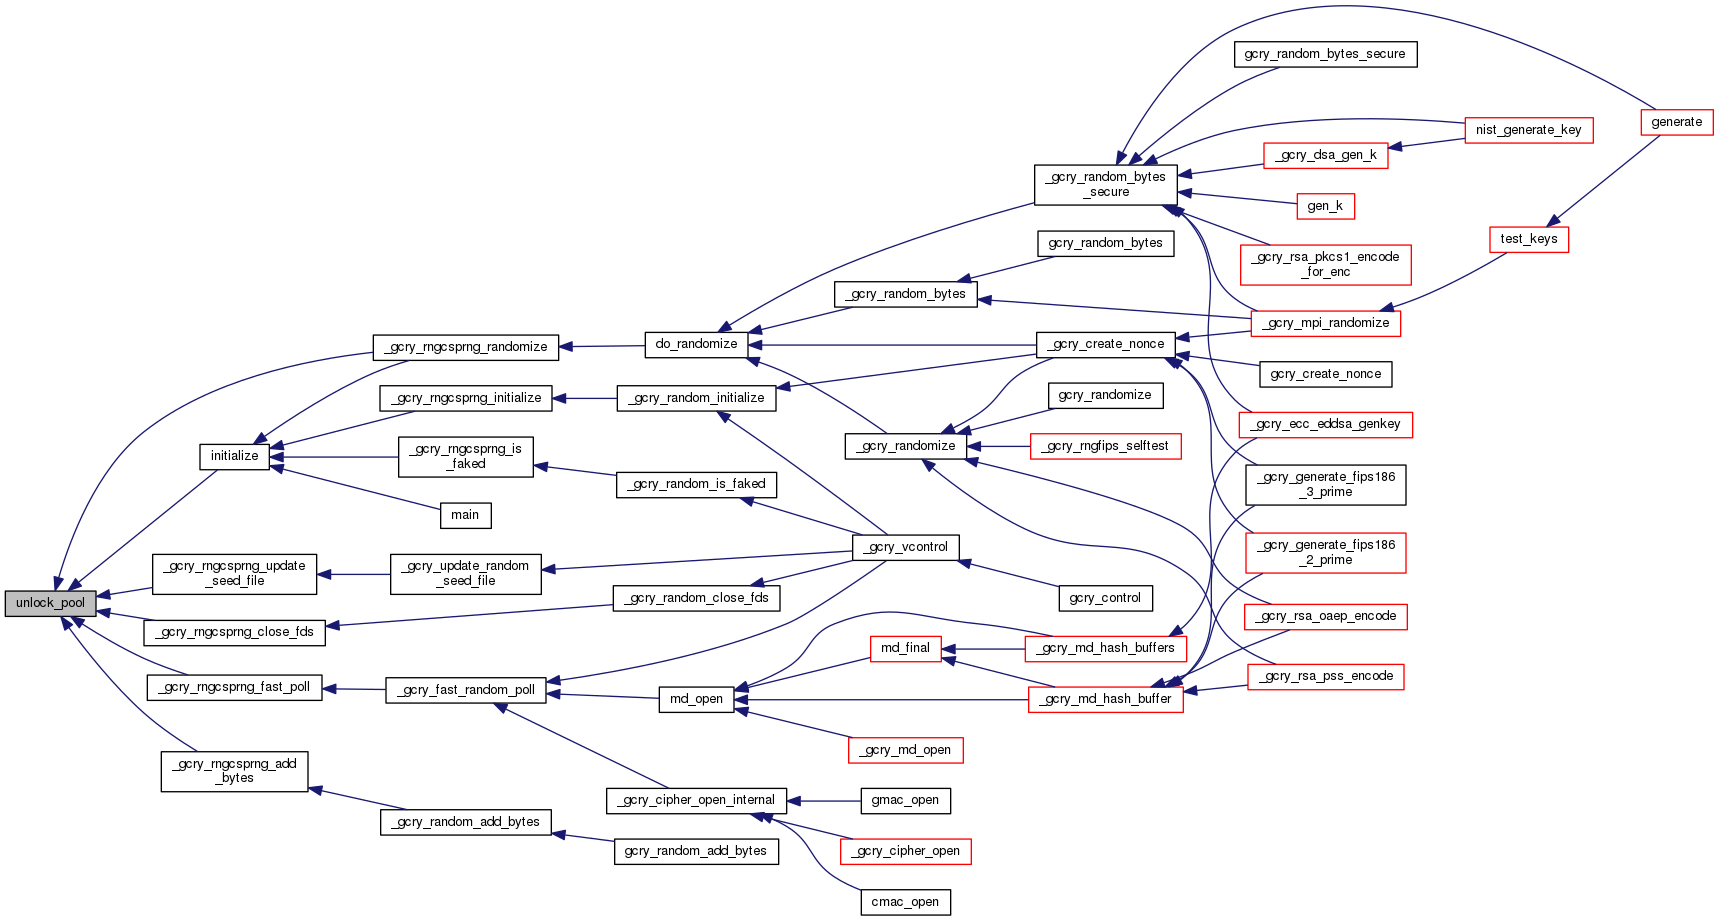 gcry_random_bytes_secure
generate
nist_generate_key
_gcry_dsa_gen_k
_gcry_random_bytes
_secure
gen_k
test_keys
gcry_random_bytes
_gcry_rsa_pkcs1_encode
_for_enc
_gcry_random_bytes
_gcry_mpi_randomize
_gcry_rngcsprng_randomize
do_randomize
_gcry_create_nonce
gcry_create_nonce
_gcry_rngcsprng_initialize
_gcry_random_initialize
gcry_randomize
_gcry_ecc_eddsa_genkey
initialize
_gcry_rngcsprng_is
_faked
_gcry_randomize
_gcry_rngfips_selftest
_gcry_random_is_faked
_gcry_generate_fips186
_3_prime
main
_gcry_vcontrol
_gcry_generate_fips186
_2_prime
_gcry_rngcsprng_update
_seed_file
_gcry_update_random
_seed_file
unlock_pool
_gcry_random_close_fds
gcry_control
_gcry_rsa_oaep_encode
_gcry_rngcsprng_close_fds
md_final
_gcry_md_hash_buffers
_gcry_rsa_pss_encode
_gcry_rngcsprng_fast_poll
_gcry_fast_random_poll
md_open
_gcry_md_hash_buffer
_gcry_md_open
_gcry_rngcsprng_add
_bytes
_gcry_cipher_open_internal
gmac_open
_gcry_random_add_bytes
gcry_random_add_bytes
_gcry_cipher_open
cmac_open